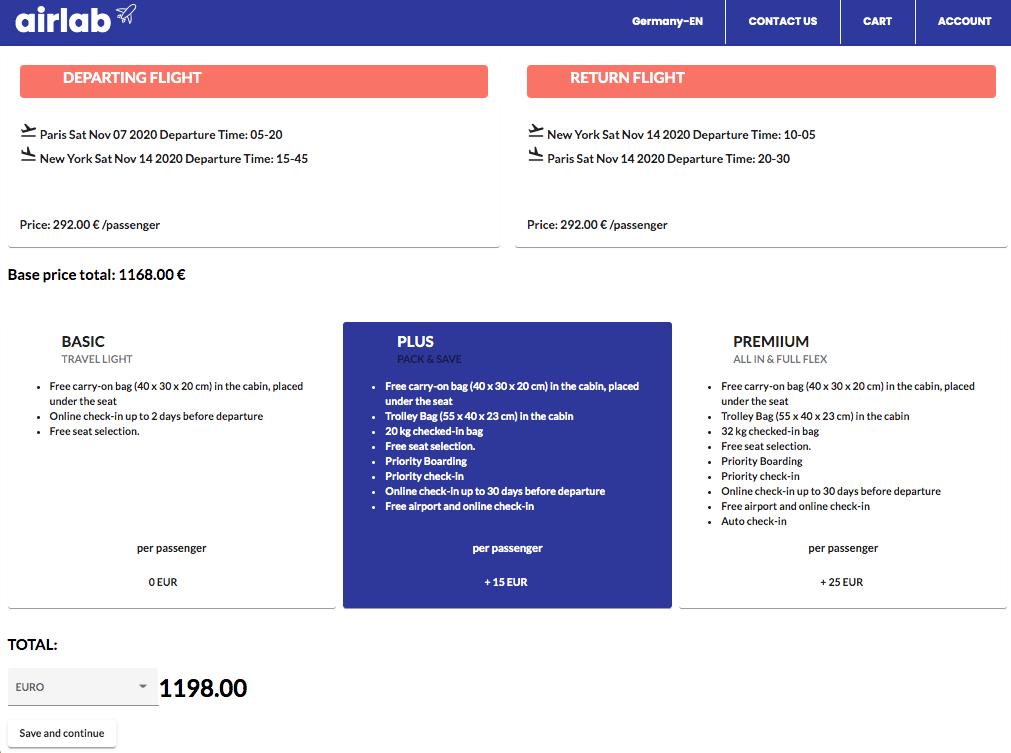 airlab
Germany-EN
CONTACT US
CART
ACCOUNT
DEPARTING FLIGHT
Paris Sat Nov 07 2020 Departure Time: 05-20
New York Sat Nov 14 2020 Departure Time: 15-45
Price: 292.00 € /passenger
RETURN FLIGHT
New York Sat Nov 14 2020 Departure Time: 10-05
Paris Sat Nov 14 2020 Departure Time: 20-30
Price: 292.00 € /passenger
Base price total: 1168.00 €
BASIC
TRAVEL LIGHT
• Free carry-on bag (40 x 30 x 20 cm) in the cabin, placed
under the seat
• Online check-in up to 2 days before departure
• Free seat selection.
per passenger
0 EUR
PLUS
PACK & SAVE
• Free carry-on bag (40 x 30 x 20 cm) in the cabin, placed
under the seat
• Trolley Bag (55 x 40 x 23 cm) in the cabin
• 20 kg checked-in bag
• Free seat selection.
• Priority Boarding
• Priority check-in
• Online check-in up to 30 days before departure
• Free airport and online check-in
per passenger
+ 15 EUR
PREMIIUM
ALL IN & FULL FLEX
• Free carry-on bag (40 x 30 x 20 cm) in the cabin, placed
under the seat
• Trolley Bag (55 x 40 x 23 cm) in the cabin
• 32 kg checked-in bag
• Free seat selection.
• Priority Boarding
• Priority check-in
• Online check-in up to 30 days before departure
• Free airport and online check-in
• Auto check-in
per passenger
+ 25 EUR
TOTAL:
EURO
1198.00
Save and continue